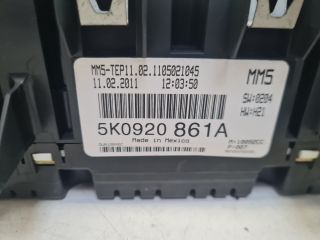 MM5-TEP11.02.1105021045
11.02.2011 12:03:50
MM5
SW:0204
HW:H21
5K0920 861A
Made in Mexico
P-007